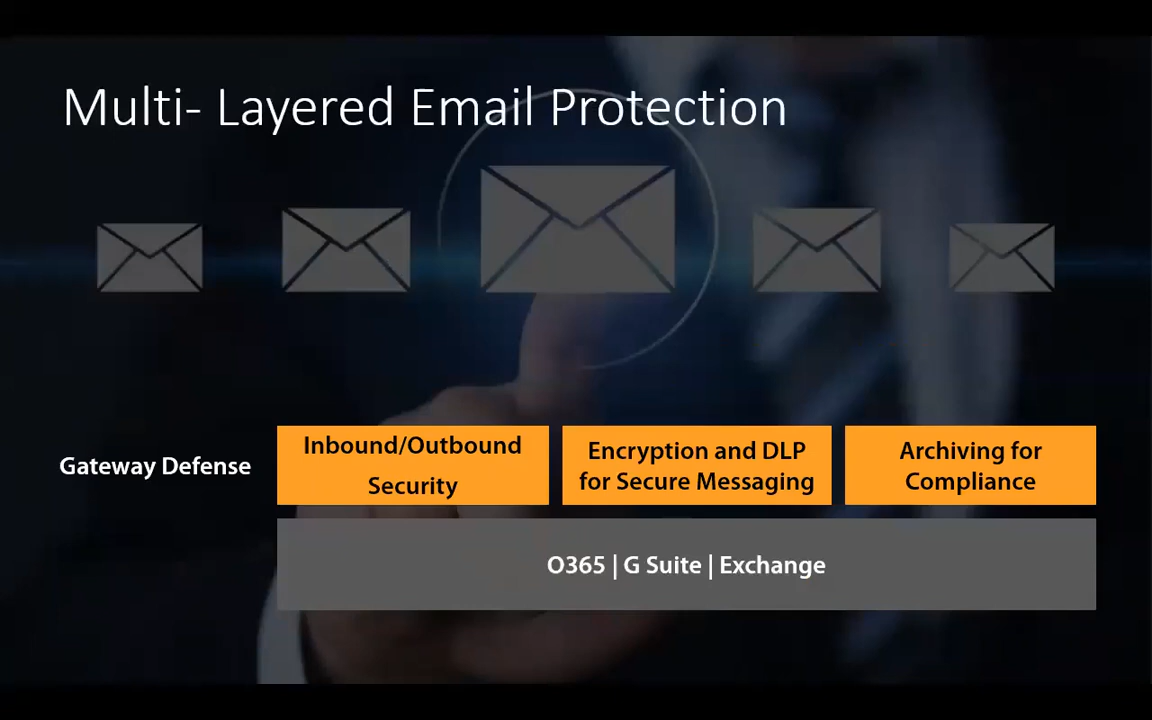 Multi- Layered Email Protection
Gateway Defense
Inbound/Outbound
Security
Encryption and DLP
for Secure Messaging
Archiving for
Compliance
O365 | G Suite | Exchange